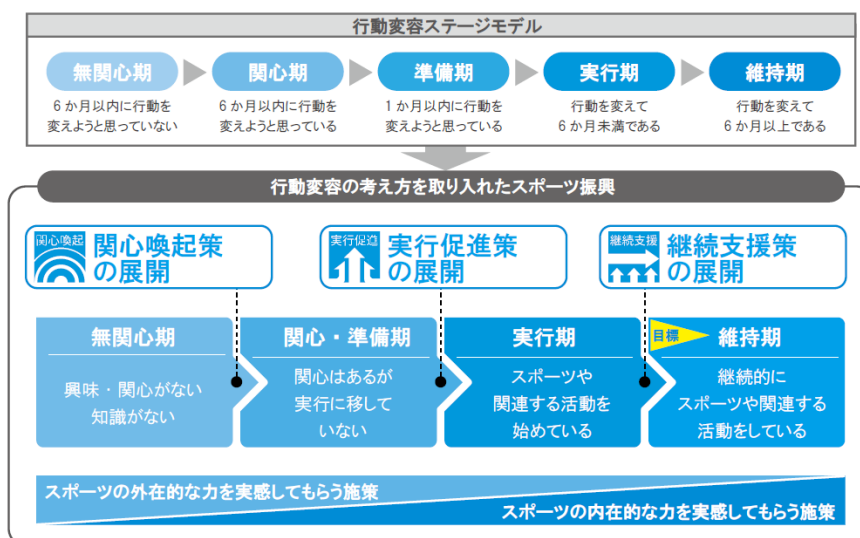 行動変容ステージモデル
無関心期
関心期
準備期
実行期
維持期
6か月以内に行動を
変えようと思っていない
6か月以内に行動を
変えようと思っている
1か月以内に行動を
変えようと思っている
行動を変えて
6か月未満である
行動を変えて
6か月以上である
行動変容の考え方を取り入れたスポーツ振興
関心喚起
関心喚起策
の展開
実行促進
実行促進策
の展開
継続支援
継続支援策
の展開
無関心期
興味・関心がない
知識がない
関心・準備期
関心はあるが
実行に移して
いない
実行期
スポーツや
関連する活動を
始めている
目標
維持期
継続的に
スポーツや関連する
活動をしている
スポーツの外在的な力を実感してもらう施策
スポーツの内在的な力を実感してもらう施策